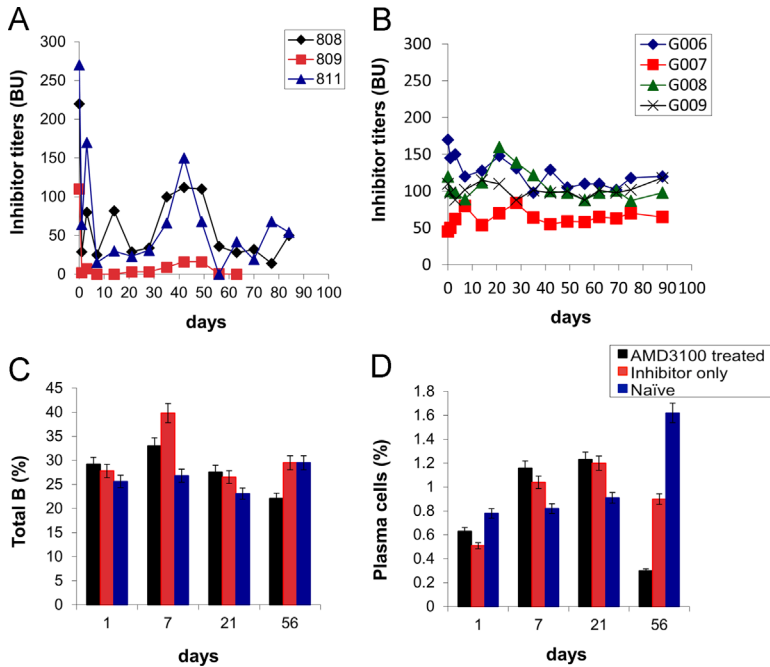 A
Inhibitor titers (BU)
300
250
200
150
100
50
0
0 10 20 30 40 50 60 70 80 90 100
days
808
809
811
B
Inhibitor titers (BU)
300
250
200
150
100
50
0
0 10 20 30 40 50 60 70 80 90 100
days
G006
G007
G008
G009
C
Total B (%)
45
40
35
30
25
20
15
10
5
0
1 7 21 56
days
D
AMD3100 treated
Inhibitor only
Naïve
Plasma cells (%)
1.8
1.6
1.4
1.2
1.0
0.8
0.6
0.4
0.2
0
1 7 21 56
days